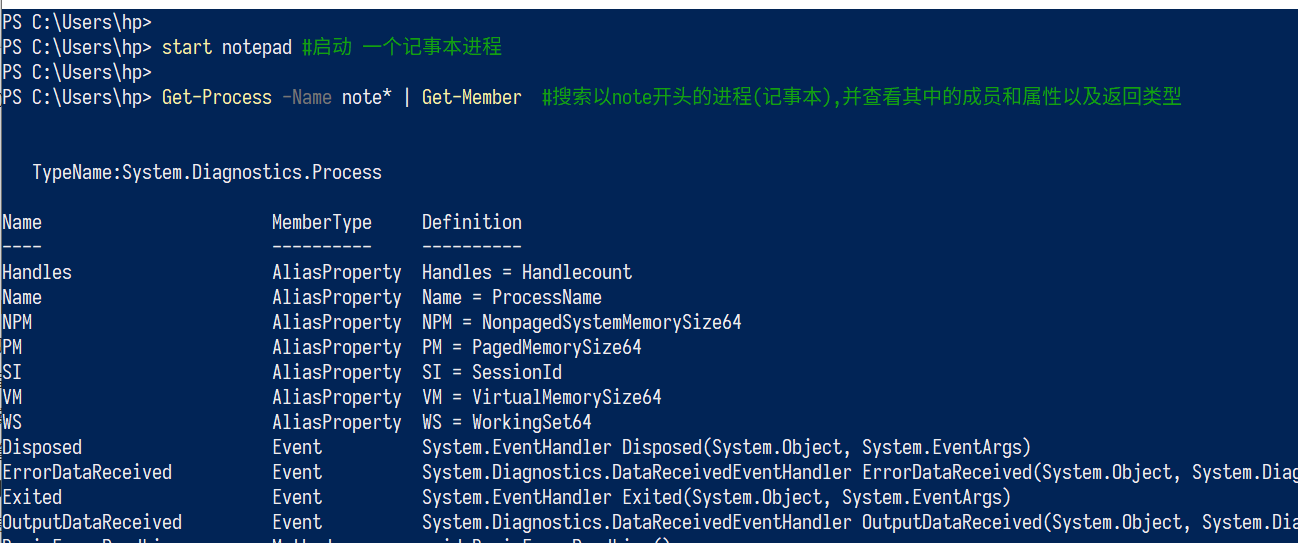 PS C:\Users\hp>
PS C:\Users\hp> start notepad #启动 一个记事本进程
PS C:\Users\hp>
PS C:\Users\hp> Get-Process -Name note* | Get-Member  #搜索以note开头的进程(记事本),并查看其中的成员和属性以及返回类型
TypeName:System.Diagnostics.Process
Name MemberType Definition
---- ---------- ----------
Handles AliasProperty Handles = Handlecount
Name AliasProperty Name = ProcessName
NPM AliasProperty NPM = NonpagedSystemMemorySize64
PM AliasProperty PM = PagedMemorySize64
SI AliasProperty SI = SessionId
VM AliasProperty VM = VirtualMemorySize64
WS AliasProperty WS = WorkingSet64
Disposed Event System.EventHandler Disposed(System.Object, System.EventArgs)
ErrorDataReceived Event System.Diagnostics.DataReceivedEventHandler ErrorDataReceived(System.Object, System.Diag
Exited Event System.EventHandler Exited(System.Object, System.EventArgs)
OutputDataReceived Event System.Diagnostics.DataReceivedEventHandler OutputDataReceived(System.Object, System.Di